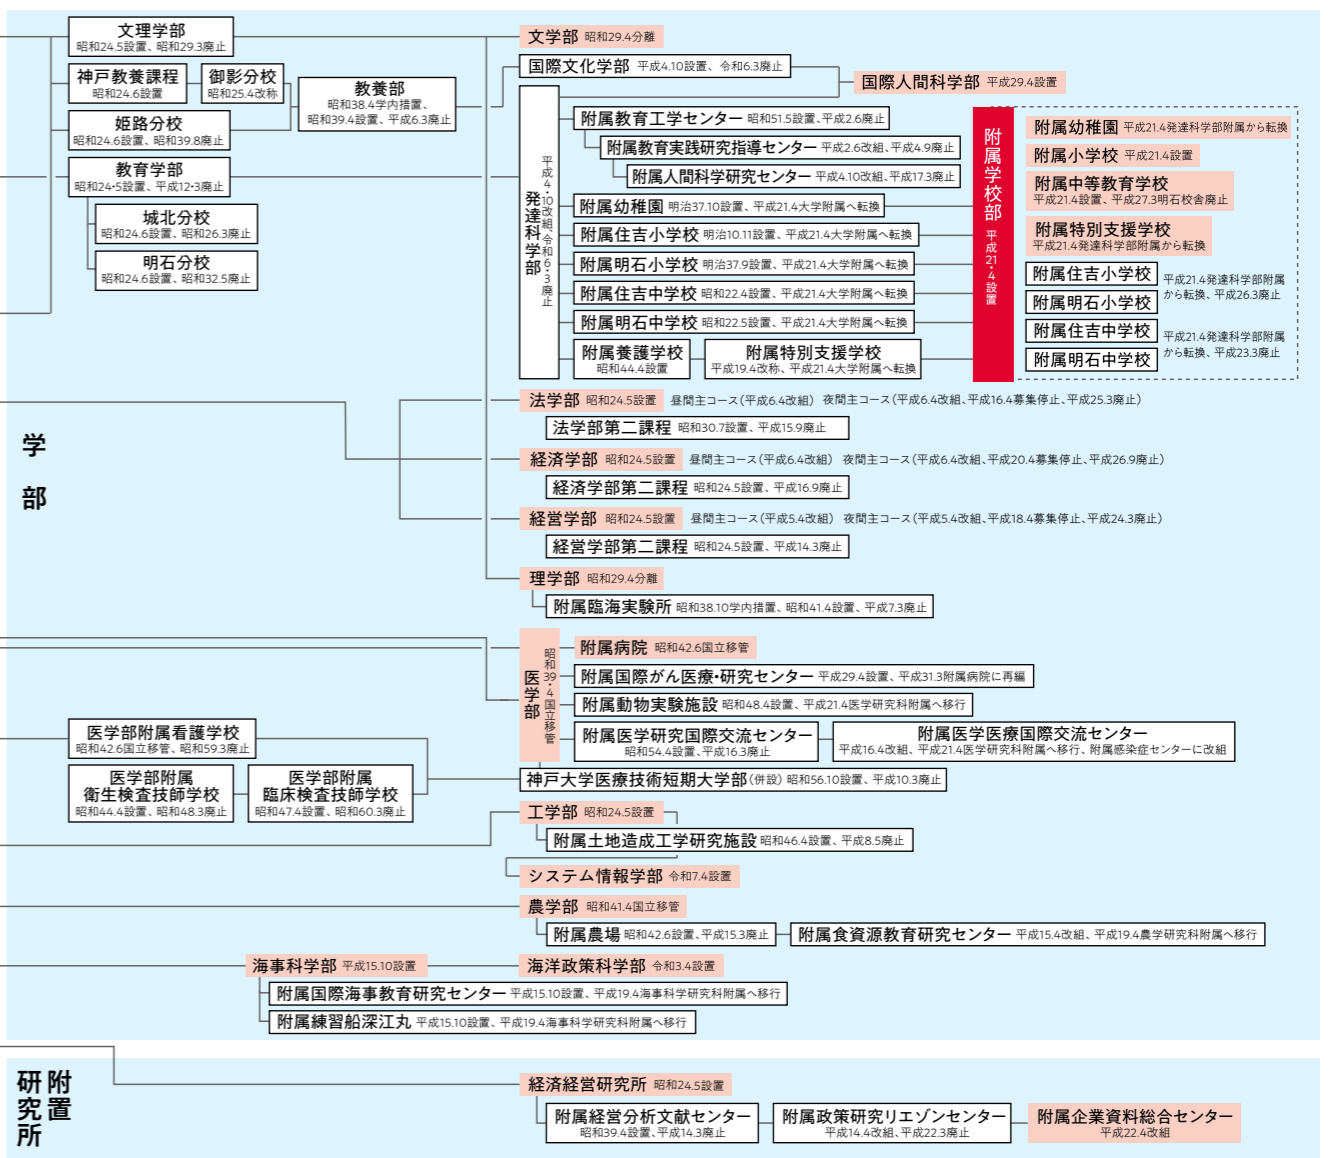 学部
文理学部
昭和24.5設置、昭和29.3廃止
神戸教養課程
昭和24.6設置
御影分校
昭和25.4改称
教養部
昭和38.4学内措置、
昭和39.4設置、平成6.3廃止
姫路分校
昭和24.6設置、昭和39.8廃止
教育学部
昭和24・5設置、平成12・3廃止
城北分校
昭和24.6設置、昭和26.3廃止
明石分校
昭和24.6設置、昭和32.5廃止
文学部 昭和29.4分離
国際文化学部 平成4.10設置、令和6.3廃止
国際人間科学部 平成29.4設置
発達科学部
平成4・10改組、令和6・3廃止
附属教育工学センター 昭和51.5設置、平成2.6廃止
附属教育実践研究指導センター 平成2.6改組、平成4.9廃止
附属人間科学研究センター 平成4.10改組、平成17.3廃止
附属幼稚園 明治37.10設置、平成21.4大学附属へ転換
附属住吉小学校 明治10.11設置、平成21.4大学附属へ転換
附属明石小学校 明治37.9設置、平成21.4大学附属へ転換
附属住吉中学校 昭和22.4設置、平成21.4大学附属へ転換
附属明石中学校 昭和22.5設置、平成21.4大学附属へ転換
附属養護学校
昭和44.4設置
附属特別支援学校
平成19.4改称、平成21.4大学附属へ転換
附属学校部 平成21・4設置
附属幼稚園 平成21.4発達科学部附属から転換
附属小学校 平成21.4設置
附属中等教育学校
平成21.4設置、平成27.3明石校舎廃止
附属特別支援学校
平成21.4発達科学部附属から転換
附属住吉小学校
附属明石小学校
平成21.4発達科学部附属
から転換、平成26.3廃止
附属住吉中学校
附属明石中学校
平成21.4発達科学部附属
から転換、平成23.3廃止
法学部 昭和24.5設置 昼間主コース（平成6.4改組） 夜間主コース（平成6.4改組、平成16.4募集停止、平成25.3廃止）
法学部第二課程 昭和30.7設置、平成15.9廃止
経済学部 昭和24.5設置 昼間主コース（平成6.4改組） 夜間主コース（平成6.4改組、平成20.4募集停止、平成26.9廃止）
経済学部第二課程 昭和24.5設置、平成16.9廃止
経営学部 昭和24.5設置 昼間主コース（平成5.4改組） 夜間主コース（平成5.4改組、平成18.4募集停止、平成24.3廃止）
経営学部第二課程 昭和24.5設置、平成14.3廃止
理学部 昭和29.4分離
附属臨海実験所 昭和38.10学内措置、昭和41.4設置、平成7.3廃止
医学部
昭和39・4国立移管
附属病院 昭和42.6国立移管
附属国際がん医療・研究センター 平成29.4設置、平成31.3附属病院に再編
附属動物実験施設 昭和48.4設置、平成21.4医学研究科附属へ移行
附属医学研究国際交流センター
昭和54.4設置、平成16.3廃止
附属医学医療国際交流センター
平成16.4改組、平成21.4医学研究科附属へ移行、附属感染症センターに改組
医学部附属看護学校
昭和42.6国立移管、昭和59.3廃止
医学部附属
衛生検査技師学校
昭和44.4設置、昭和48.3廃止
医学部附属
臨床検査技師学校
昭和47.4設置、昭和60.3廃止
神戸大学医療技術短期大学部（併設） 昭和56.10設置、平成10.3廃止
工学部 昭和24.5設置
附属土地造成工学研究施設 昭和46.4設置、平成8.5廃止
システム情報学部 令和7.4設置
農学部 昭和41.4国立移管
附属農場 昭和42.6設置、平成15.3廃止
附属食資源教育研究センター 平成15.4改組、平成19.4農学研究科附属へ移行
海事科学部 平成15.10設置
海洋政策科学部 令和3.4設置
附属国際海事教育研究センター 平成15.10設置、平成19.4海事科学研究科附属へ移行
附属練習船深江丸 平成15.10設置、平成19.4海事科学研究科附属へ移行
附置
研究所
経済経営研究所 昭和24.5設置
附属経営分析文献センター
昭和39.4設置、平成14.3廃止
附属政策研究リエゾンセンター
平成14.4改組、平成22.3廃止
附属企業資料総合センター
平成22.4改組